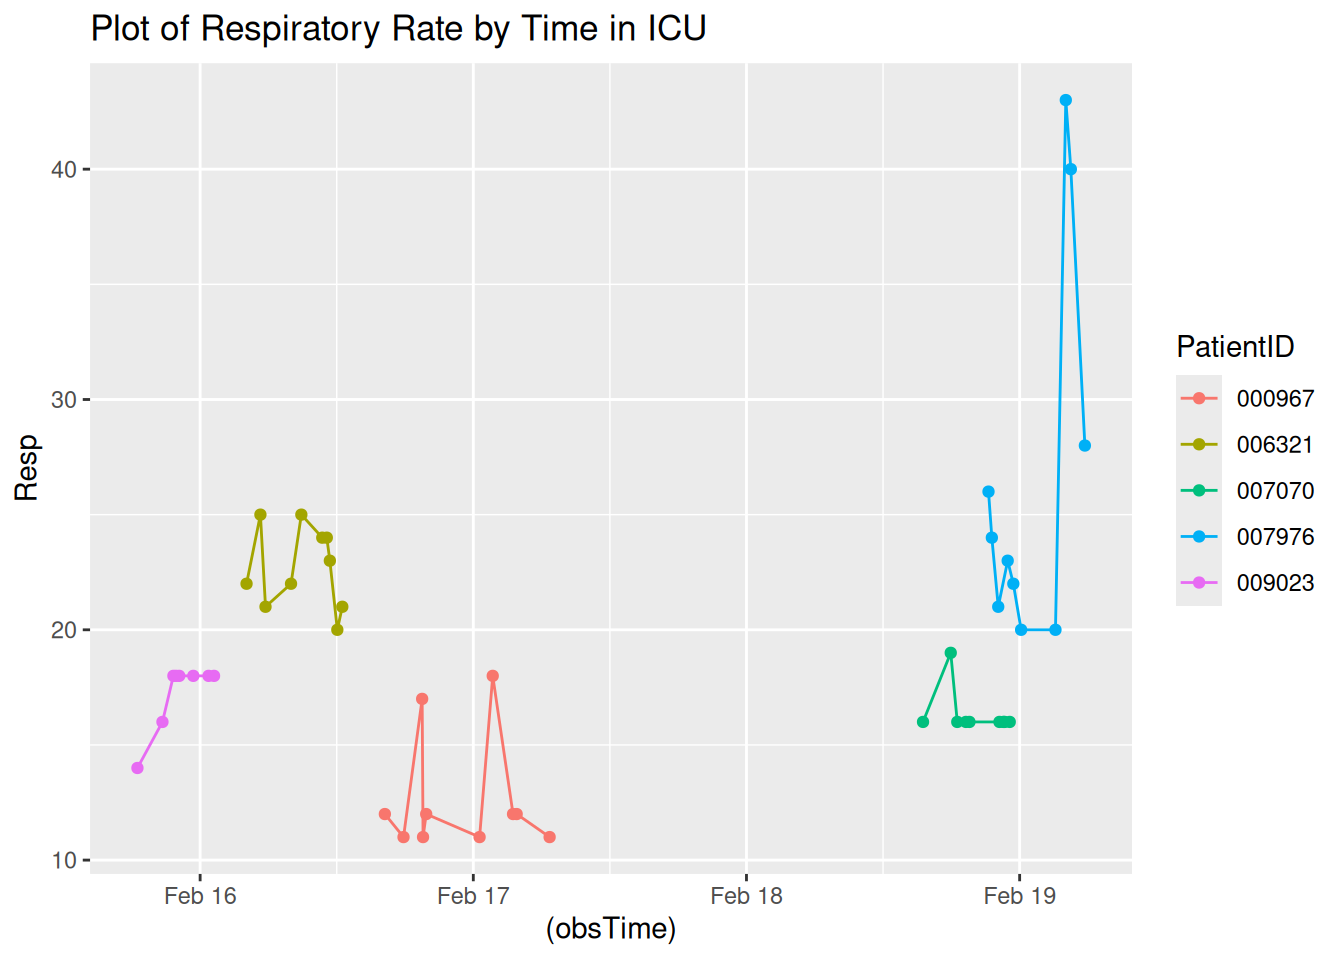 Plot of Respiratory Rate by Time in ICU
40
30
20
10
Resp
Feb 16
Feb 17
Feb 18
Feb 19
(obsTime)
PatientID
000967
006321
007070
007976
009023